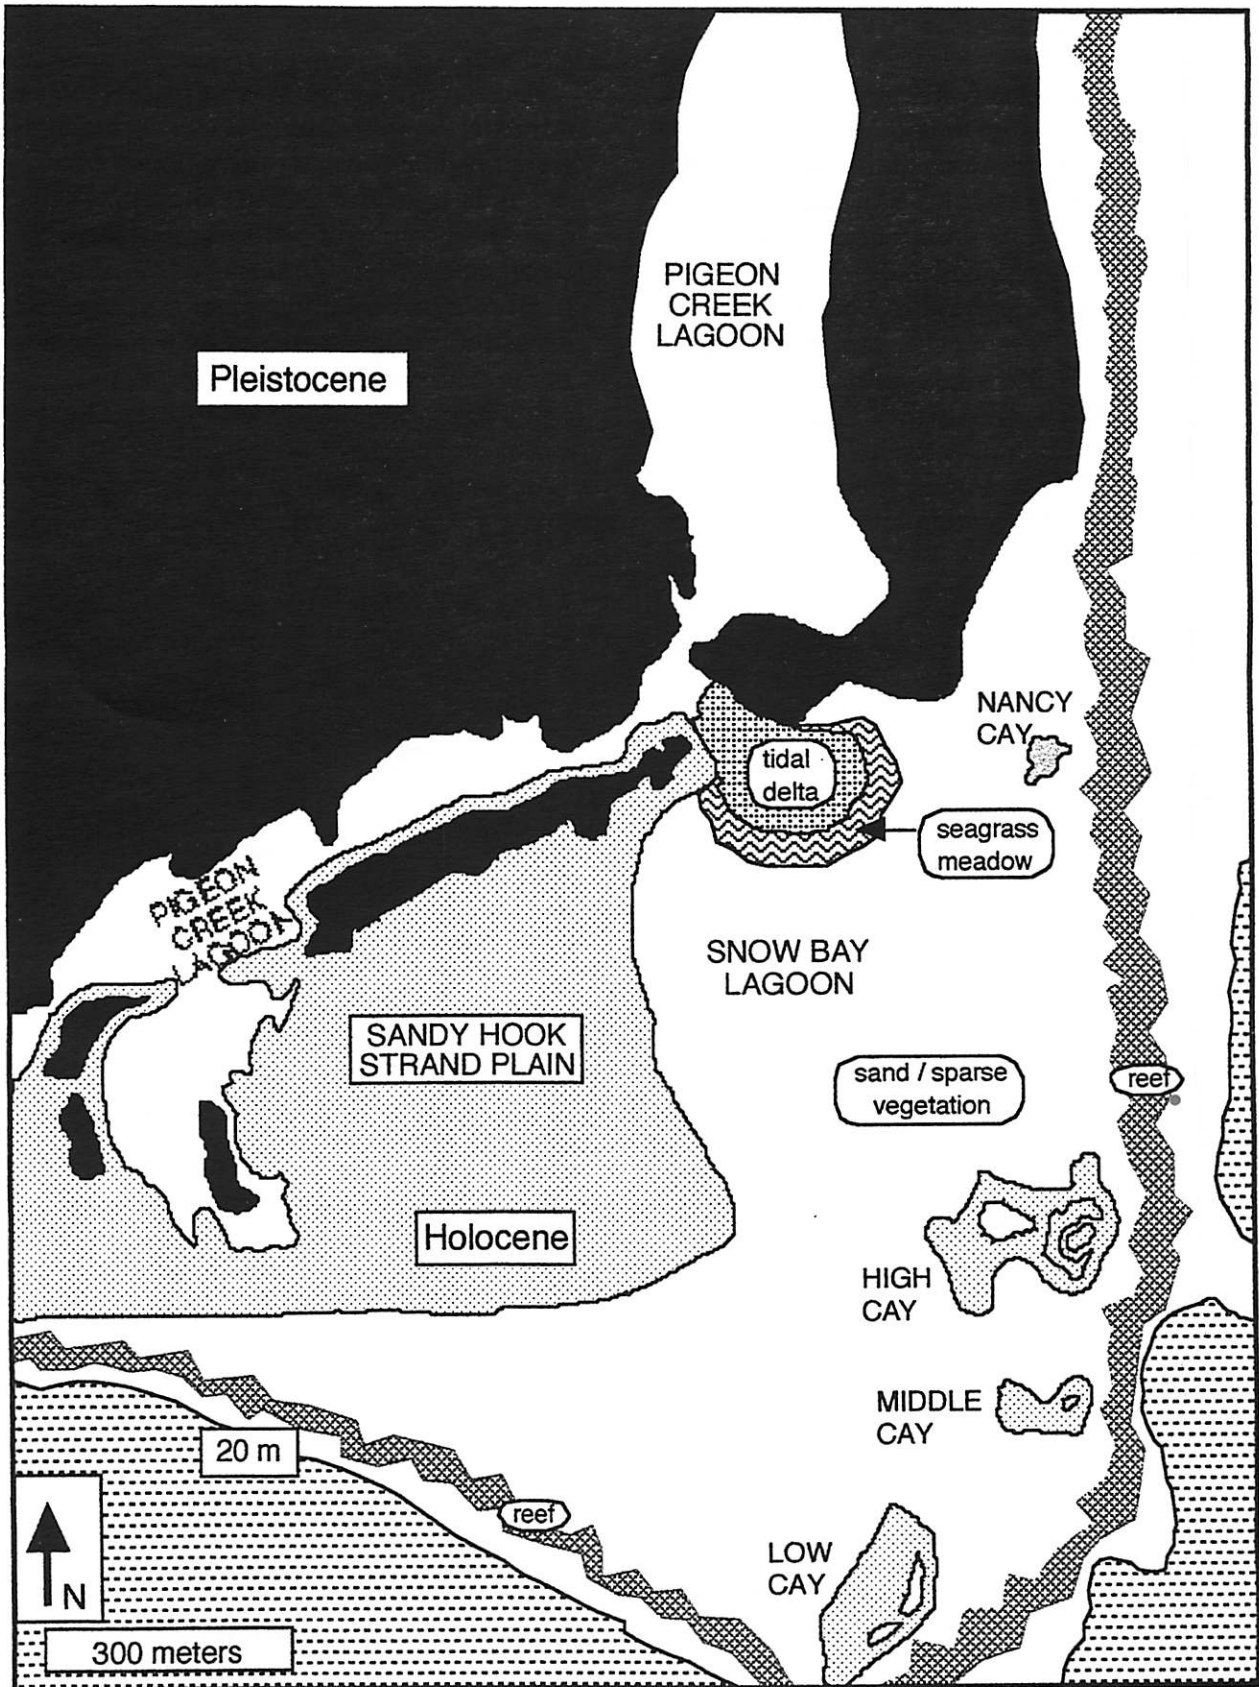 PIGEON
CREEK
LAGOON
Pleistocene
NANCY
CAY
tidal
delta
seagrass
meadow
PIGEON
CREEK
LAGOON
SNOW BAY
LAGOON
SANDY HOOK
STRAND PLAIN
sand / sparse
vegetation
reef
Holocene
HIGH
CAY
MIDDLE
CAY
20 m
reef
LOW
CAY
N
300 meters